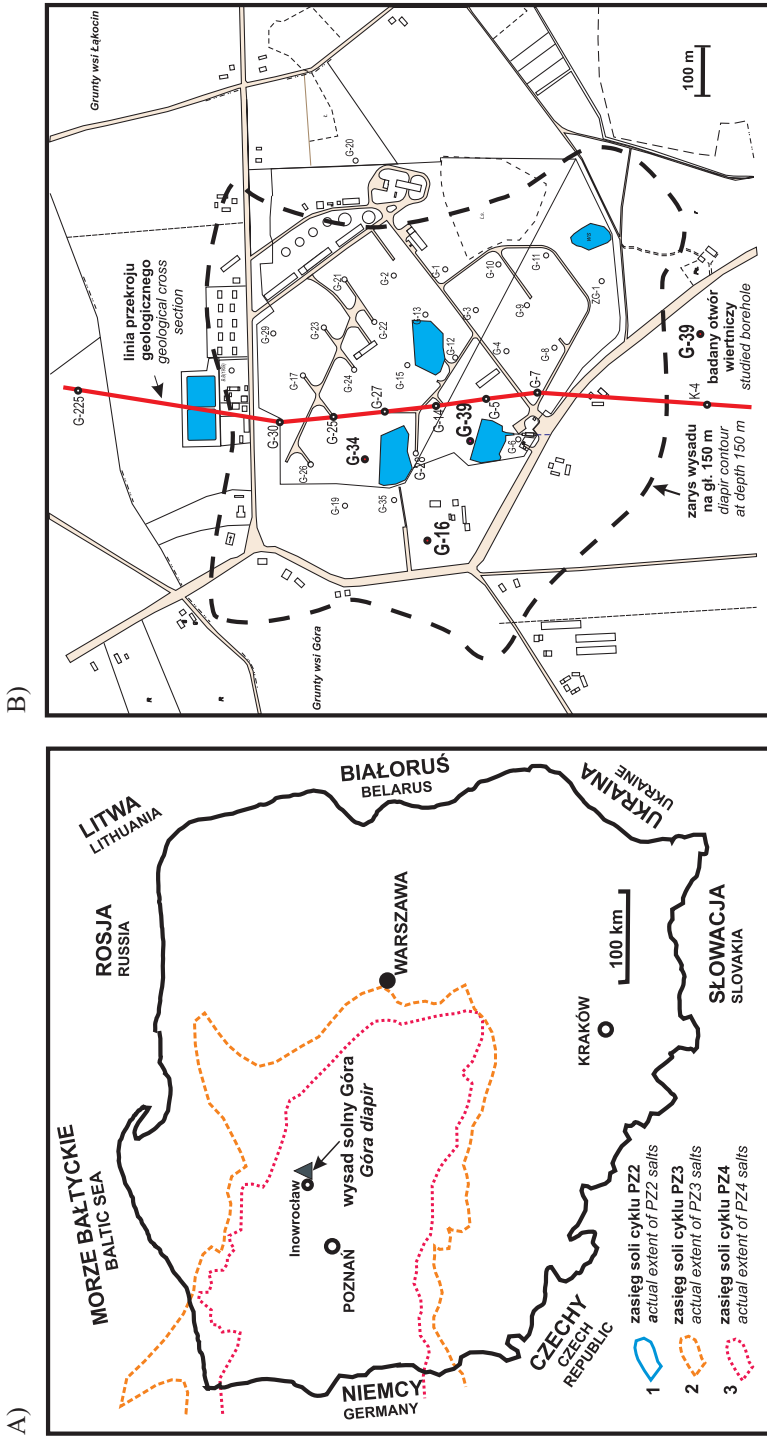 A)
MORZE BAŁTYCKIE
BALTIC SEA
ROSJA
RUSSIA
LITWA
LITHUANIA
BIAŁORUŚ
BELARUS
UKRAINA
UKRAINE
SŁOWACJA
SLOVAKIA
CZECHY
CZECH
REPUBLIC
NIEMCY
GERMANY
Inowrocław
wysad solny Góra
Góra diapir
POZNAŃ
WARSZAWA
KRAKÓW
100 km
1
zasięg soli cyklu PZ2
actual extent of PZ2 salts
2
zasięg soli cyklu PZ3
actual extent of PZ3 salts
3
zasięg soli cyklu PZ4
actual extent of PZ4 salts
B)
Grunty wsi Łąkocin
Grunty wsi Góra
linia przekroju
geologicznego
geological cross
section
G-225
G-20
G-29
G-21
G-2
G-30
G-17
G-23
G-22
G-13
G-1
G-25
G-24
G-15
G-12
G-3
G-10
G-11
G-26
G-27
G-14
G-4
G-9
G-34
G-28
G-39
G-5
G-8
ZG-1
G-19
G-35
G-6
G-7
G-16
K-4
zarys wysadu
na gł. 150 m
diapir contour
at depth 150 m
G-39
badany otwór
wiertniczy
studied borehole
100 m